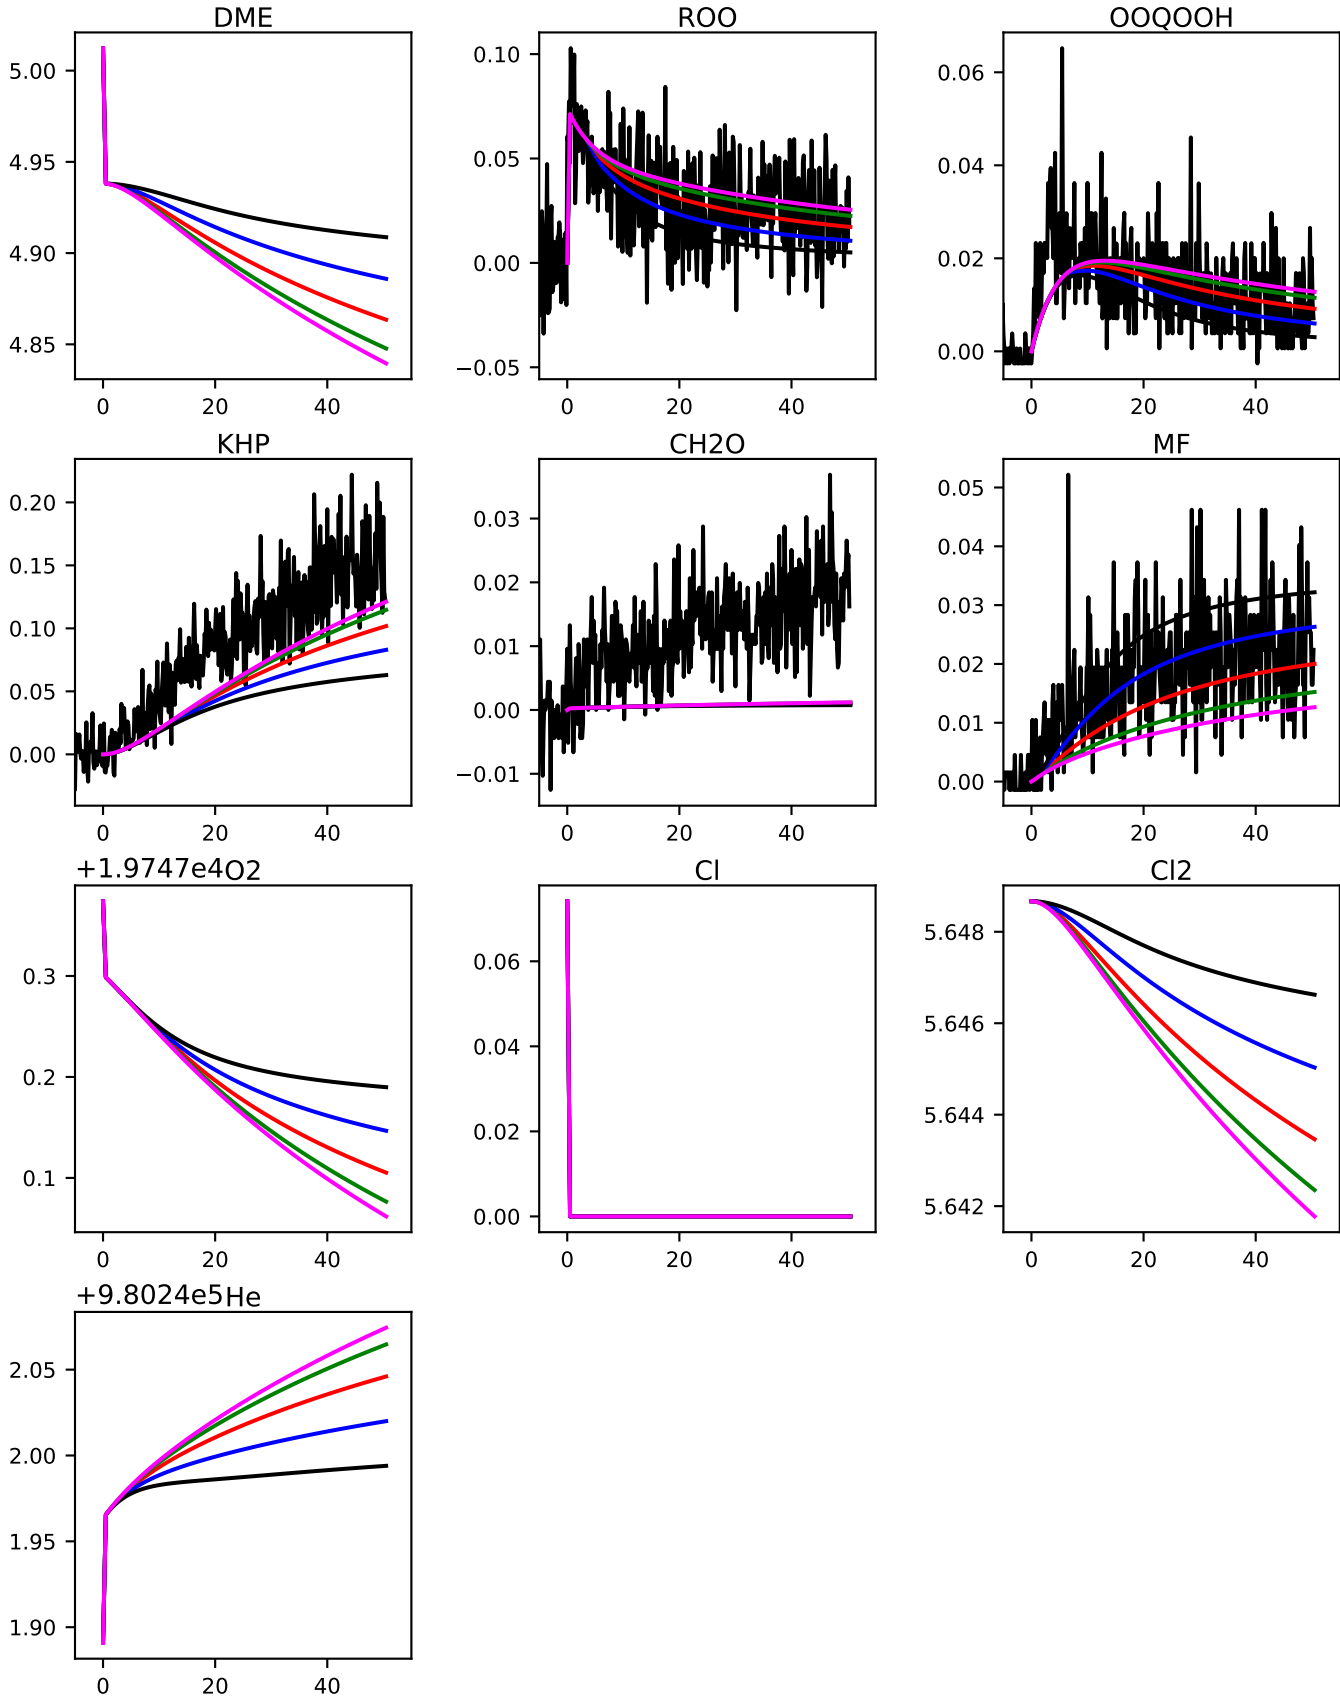 DME ROO OOQOOH
5.00 0.10 0.06
4.95 0.05 0.04
4.90 0.00 0.02
4.85 −0.05 0.00
0 20 40 0 20 40 0 20 40
KHP CH2O MF
0.20 0.03 0.05
0.15 0.02 0.04
0.10 0.01 0.03
0.05 0.00 0.02
0.00 −0.01 0.01
0.00
0 20 40 0 20 40 0 20 40
+1.9747e4 O2 Cl Cl2
0.3 0.06 5.648
0.2 0.04 5.646
0.1 0.02 5.644
0.00 5.642
0 20 40 0 20 40 0 20 40
+9.8024e5 He
2.05
2.00
1.95
1.90
0 20 40